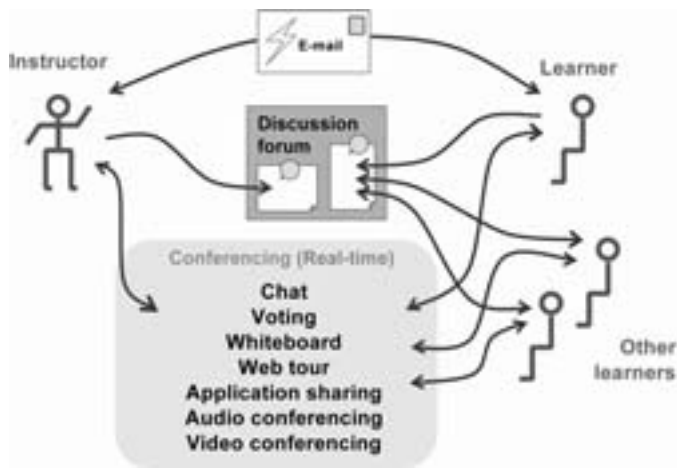 E-mail
Instructor
Learner
Discussion
forum
Conferencing (Real-time)
Chat
Voting
Whiteboard
Web tour
Application sharing
Audio conferencing
Video conferencing
Other
learners